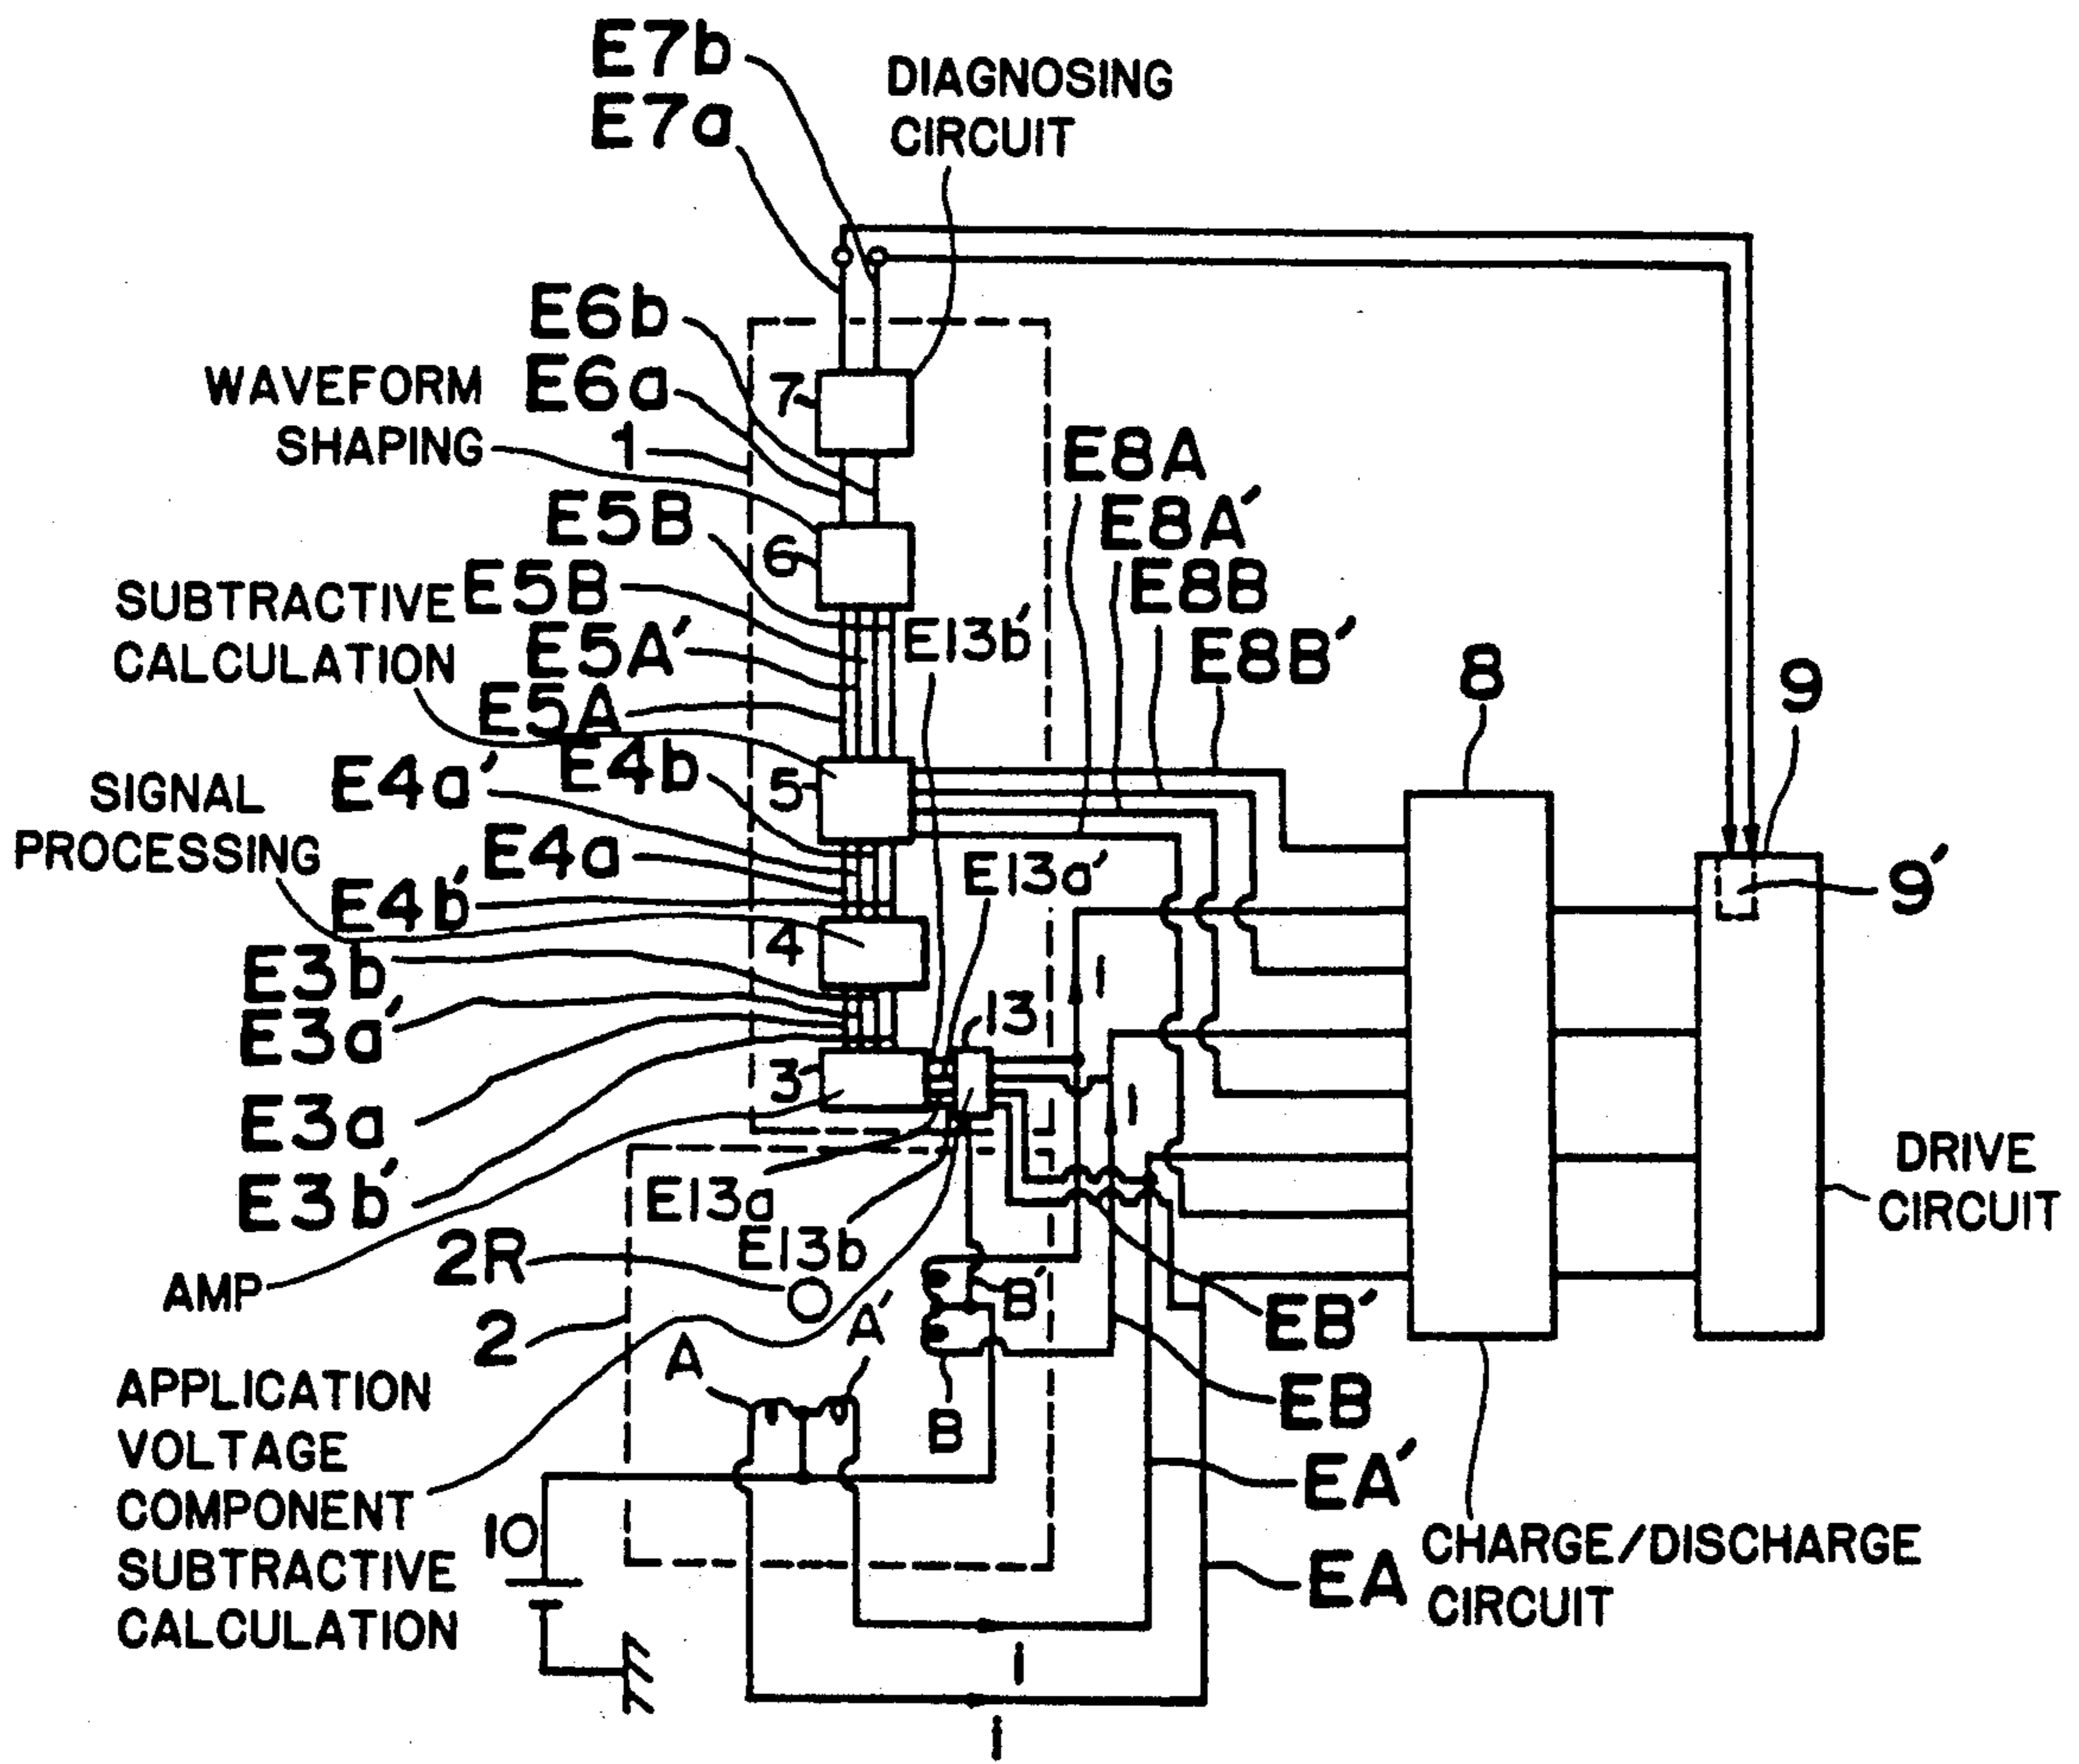 E7b
E7a
DIAGNOSING
CIRCUIT
E6b
E6a
WAVEFORM
SHAPING
1
7
E5B
6
E8A
E8A′
E8B
E8B′
SUBTRACTIVE
CALCULATION
E5B
E5A′
E5A
E13b′
8
9
SIGNAL
PROCESSING
E4a′
E4b
5
E4a
E4b′
E13a′
9′
4
E3b
E3a′
E3a
E3b′
13
3
I
I
E13a
E13b
DRIVE
CIRCUIT
AMP
2R
2
A
A′
B′
B
EB′
EB
EA′
EA
APPLICATION
VOLTAGE
COMPONENT
SUBTRACTIVE
CALCULATION
10
CHARGE/DISCHARGE
CIRCUIT
i
i